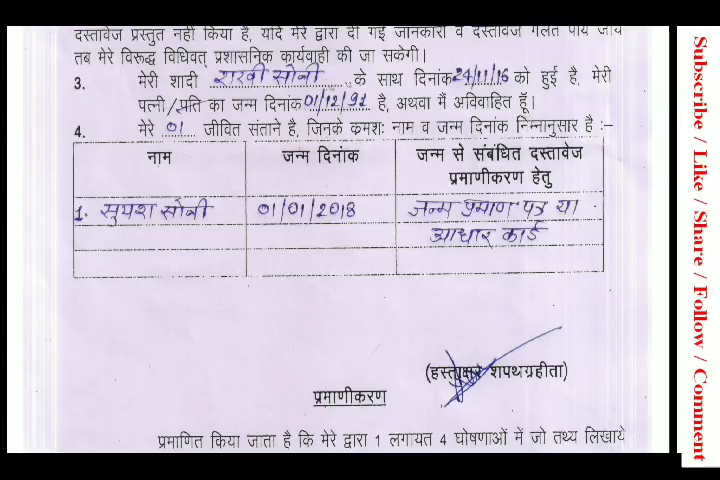 दस्तावेज प्रस्तुत नहीं किया है, यदि मेरे द्वारा दी गई जानकारी व दस्तावेज गलत पाये जाये
तब मेरे विरूद्ध विधिवत् प्रशासनिक कार्यवाही की जा सकेगी।
3. मेरी शादी राखी सोनी के साथ दिनांक 24/11/16 को हुई है, मेरी
पत्नी/पति का जन्म दिनांक 01/12/91 है, अथवा मैं अविवाहित हूँ।
4. मेरे 01 जीवित संताने है, जिनके क्रमशः नाम व जन्म दिनांक निम्नानुसार है :–
नाम जन्म दिनांक जन्म से संबंधित दस्तावेज
प्रमाणीकरण हेतु
1. सुयश सोनी 01/01/2018 जन्म प्रमाण पत्र या
आधार कार्ड
(हस्ताक्षर शपथग्रहीता)
प्रमाणीकरण
प्रमाणित किया जाता है कि मेरे द्वारा 1 लगायत 4 घोषणाओं में जो तथ्य लिखाये
Subscribe / Like / Share / Follow / Comment